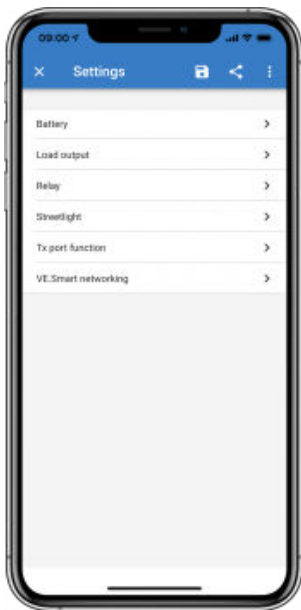 09:00
Settings
Battery
Load output
Relay
Streetlight
Tx port function
VE.Smart networking